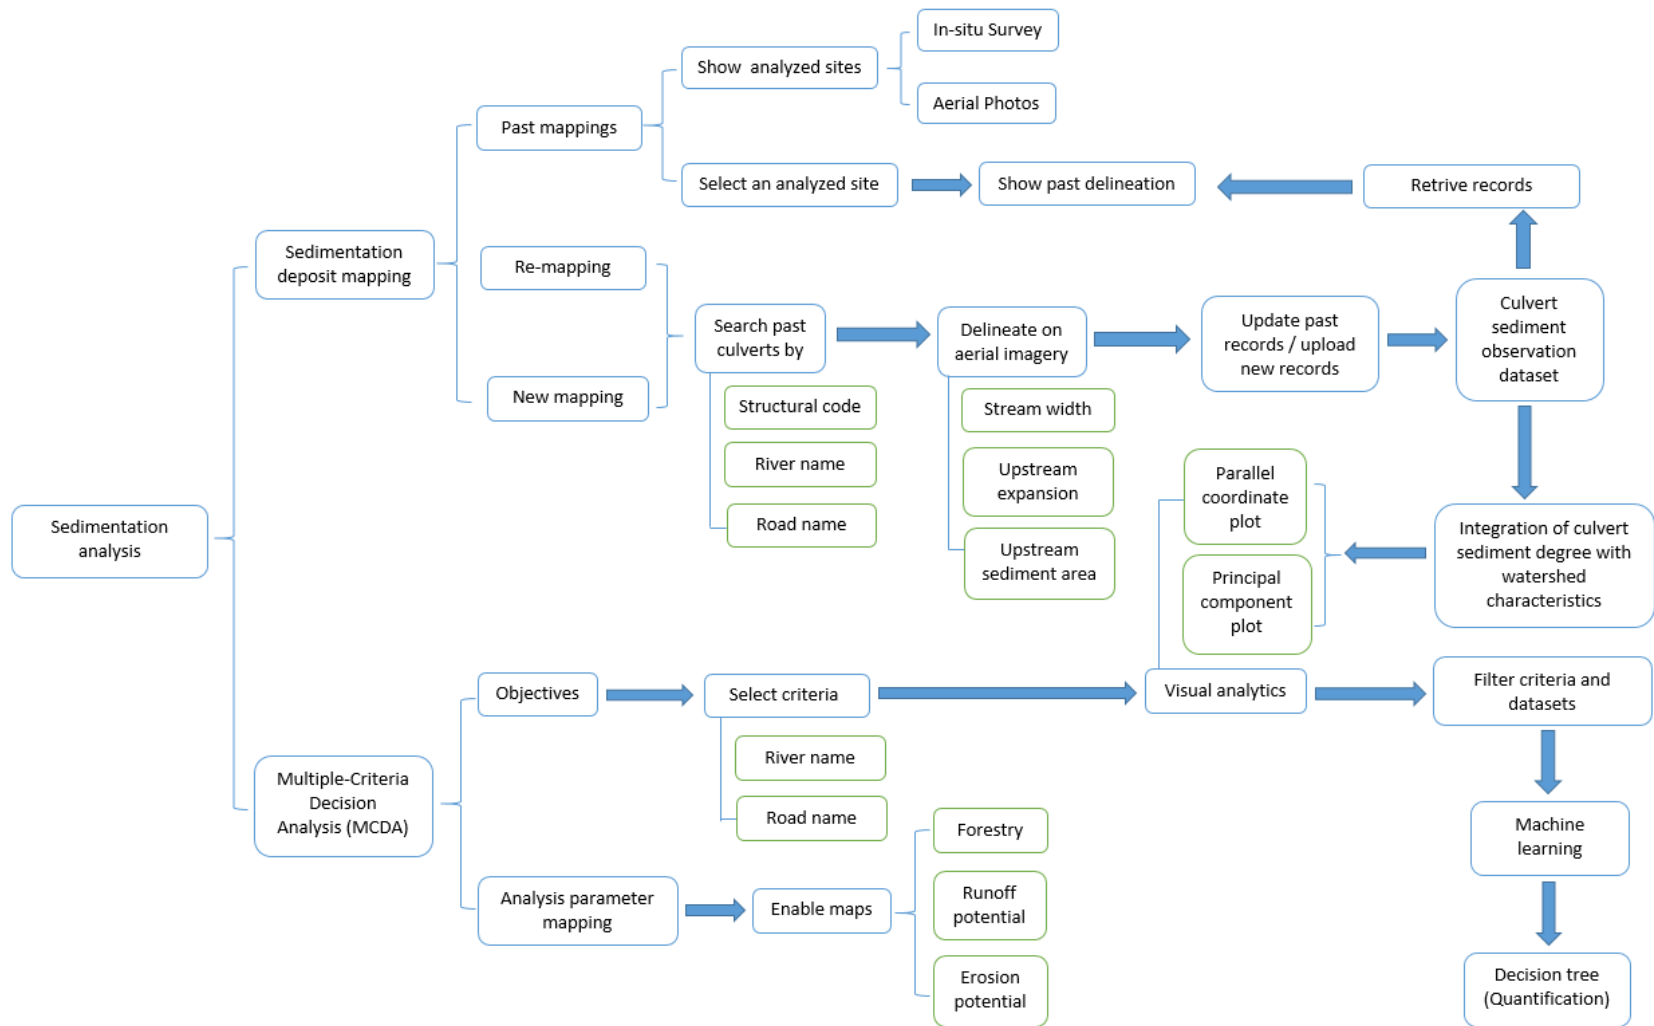 In-situ Survey
Show  analyzed sites
Aerial Photos
Past mappings
Select an analyzed site
Show past delineation
Retrive records
Sedimentation
deposit mapping
Re-mapping
New mapping
Search past
culverts by
Structural code
River name
Road name
Delineate on
aerial imagery
Stream width
Upstream
expansion
Upstream
sediment area
Update past
records / upload
new records
Culvert
sediment
observation
dataset
Integration of culvert
sediment degree with
watershed
characteristics
Parallel
coordinate
plot
Principal
component
plot
Sedimentation
analysis
Objectives
Select criteria
River name
Road name
Visual analytics
Filter criteria and
datasets
Machine
learning
Decision tree
(Quantification)
Multiple-Criteria
Decision
Analysis (MCDA)
Analysis parameter
mapping
Enable maps
Forestry
Runoff
potential
Erosion
potential